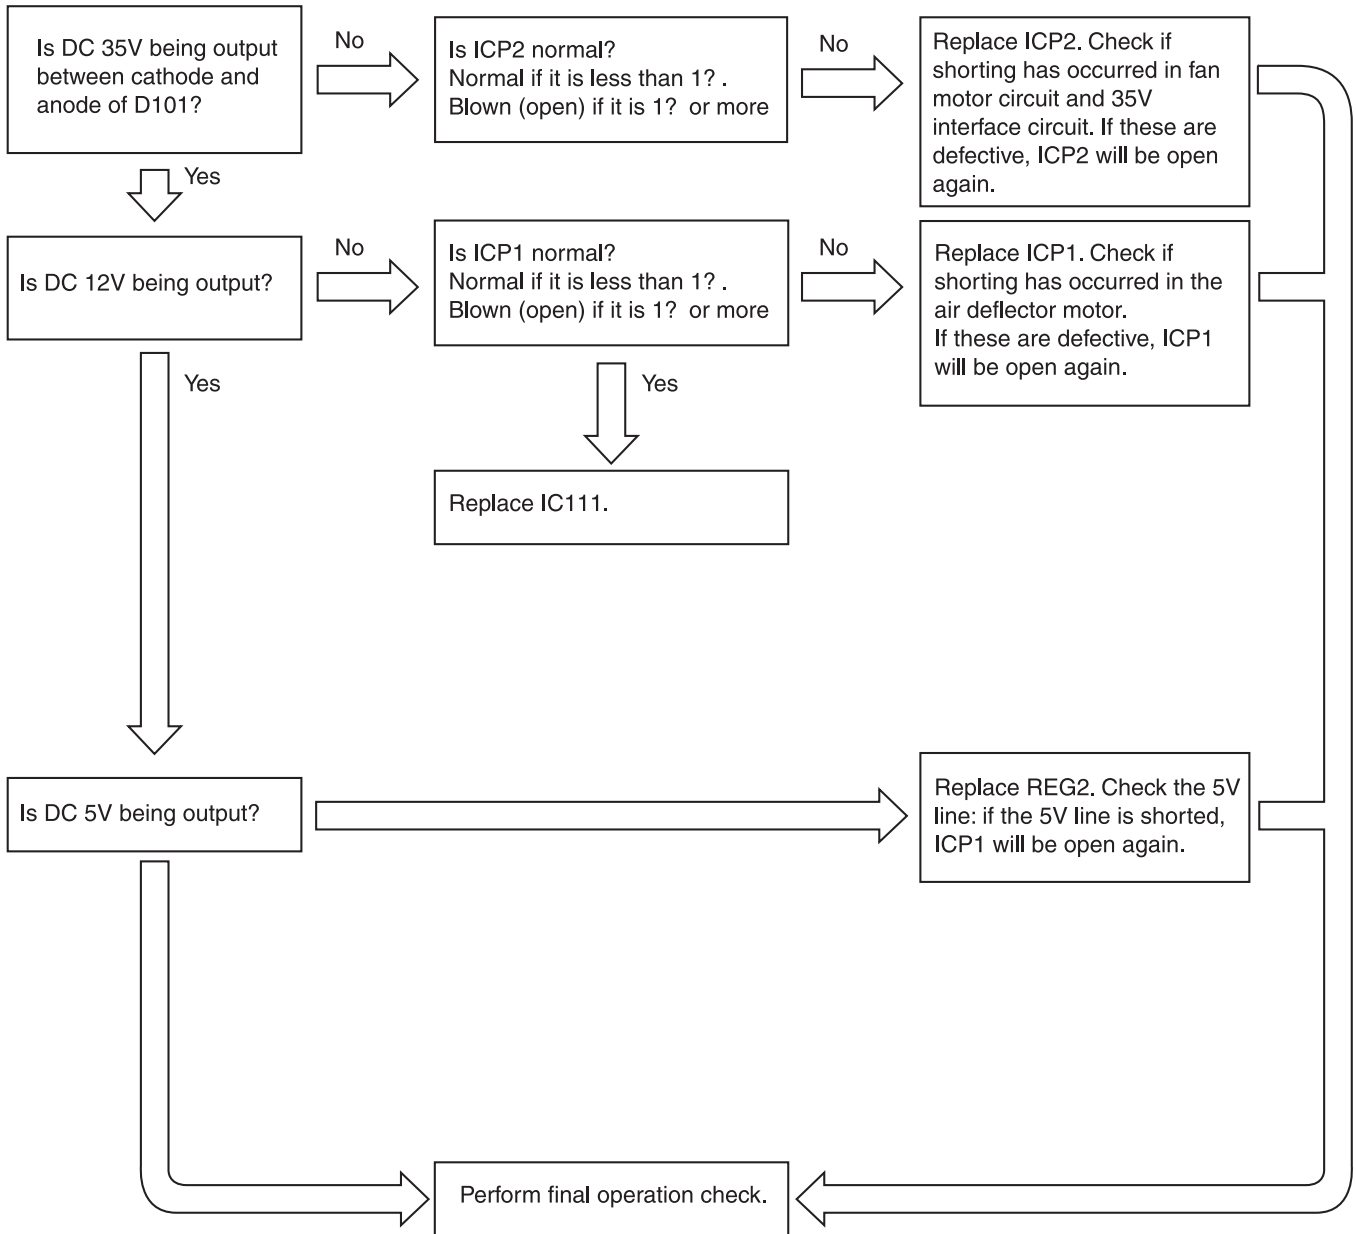 Is DC 35V being output
between cathode and
anode of D101?
No
Is ICP2 normal?
Normal if it is less than 1? .
Blown (open) if it is 1? or more
No
Replace ICP2. Check if
shorting has occurred in fan
motor circuit and 35V
interface circuit. If these are
defective, ICP2 will be open
again.
Yes
Is DC 12V being output?
No
Is ICP1 normal?
Normal if it is less than 1? .
Blown (open) if it is 1? or more
No
Replace ICP1. Check if
shorting has occurred in the
air deflector motor.
If these are defective, ICP1
will be open again.
Yes
Yes
Replace IC111.
Is DC 5V being output?
Replace REG2. Check the 5V
line: if the 5V line is shorted,
ICP1 will be open again.
Perform final operation check.